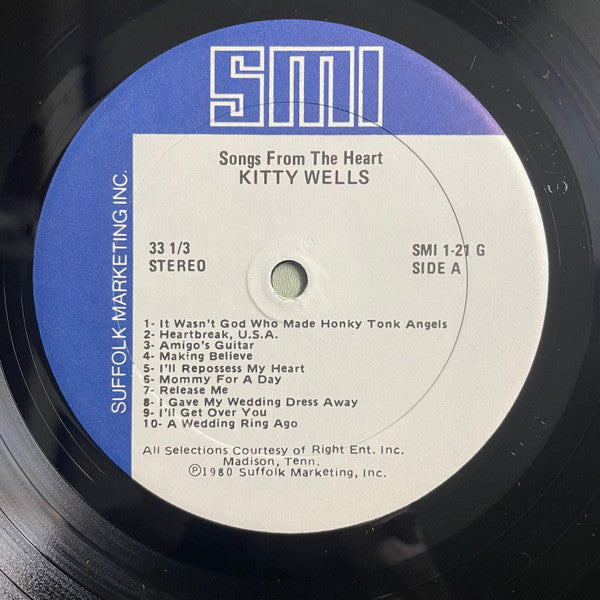 SMI
Songs From The Heart
KITTY WELLS
33 1/3
STEREO
SMI 1-21 G
SIDE A
SUFFOLK MARKETING INC.
1- It Wasn't God Who Made Honky Tonk Angels
2- Heartbreak, U.S.A.
3- Amigo's Guitar
4- Making Believe
5- I'll Repossess My Heart
6- Mommy For A Day
7- Release Me
8- I Gave My Wedding Dress Away
9- I'll Get Over You
10- A Wedding Ring Ago
All Selections Courtesy of Right Ent. Inc.
Madison, Tenn.
Ⓟ1980 Suffolk Marketing, Inc.